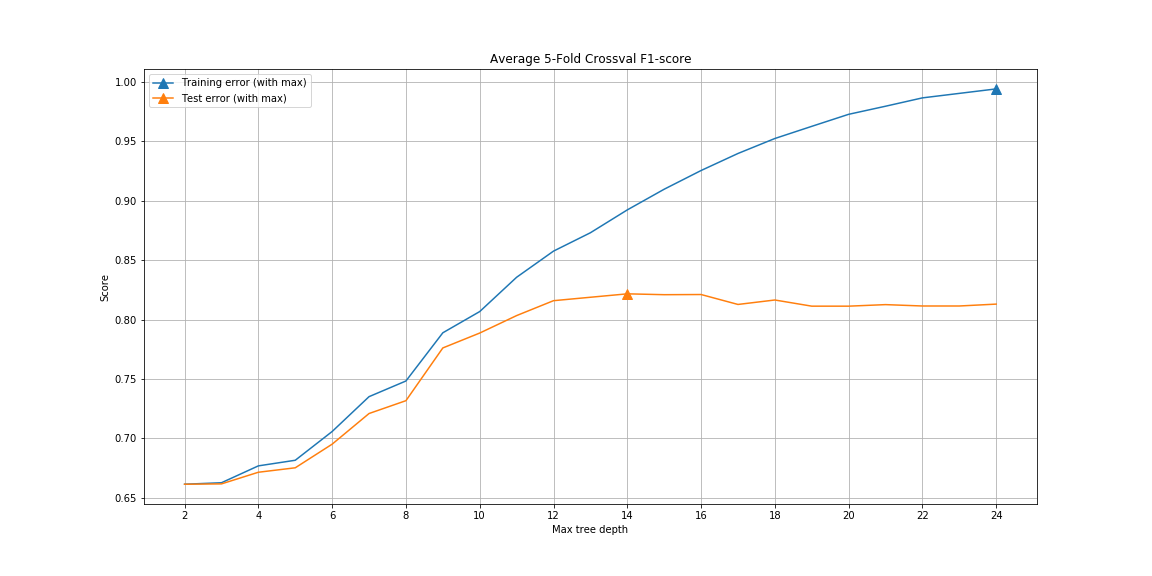 Average 5-Fold Crossval F1-score
Training error (with max)
Test error (with max)
1.00
0.95
0.90
0.85
0.80
0.75
0.70
0.65
Score
2 4 6 8 10 12 14 16 18 20 22 24
Max tree depth